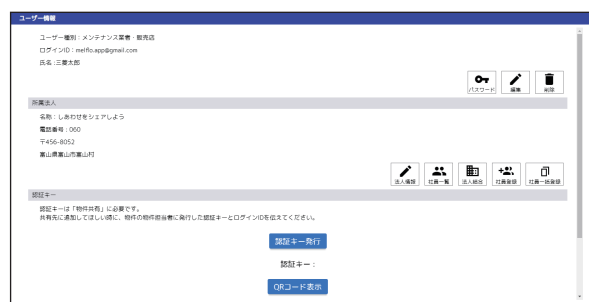 ユーザー情報
ユーザー種別：メンテナンス業者・販売店
ログインID：melflo.app@gmail.com
氏名：三菱太郎
パスワード 編集 削除
所属法人
名称：しあわせをシェアしよう
電話番号：060
〒456-8052
富山県富山市富山村
法人情報 社員一覧 法人統合 社員登録 社員一括登録
認証キー
認証キーは「物件共有」に必要です。
共有先に追加してほしい時に、物件の物件担当者に発行した認証キーとログインIDを伝えてください。
認証キー発行
認証キー：
QRコード表示